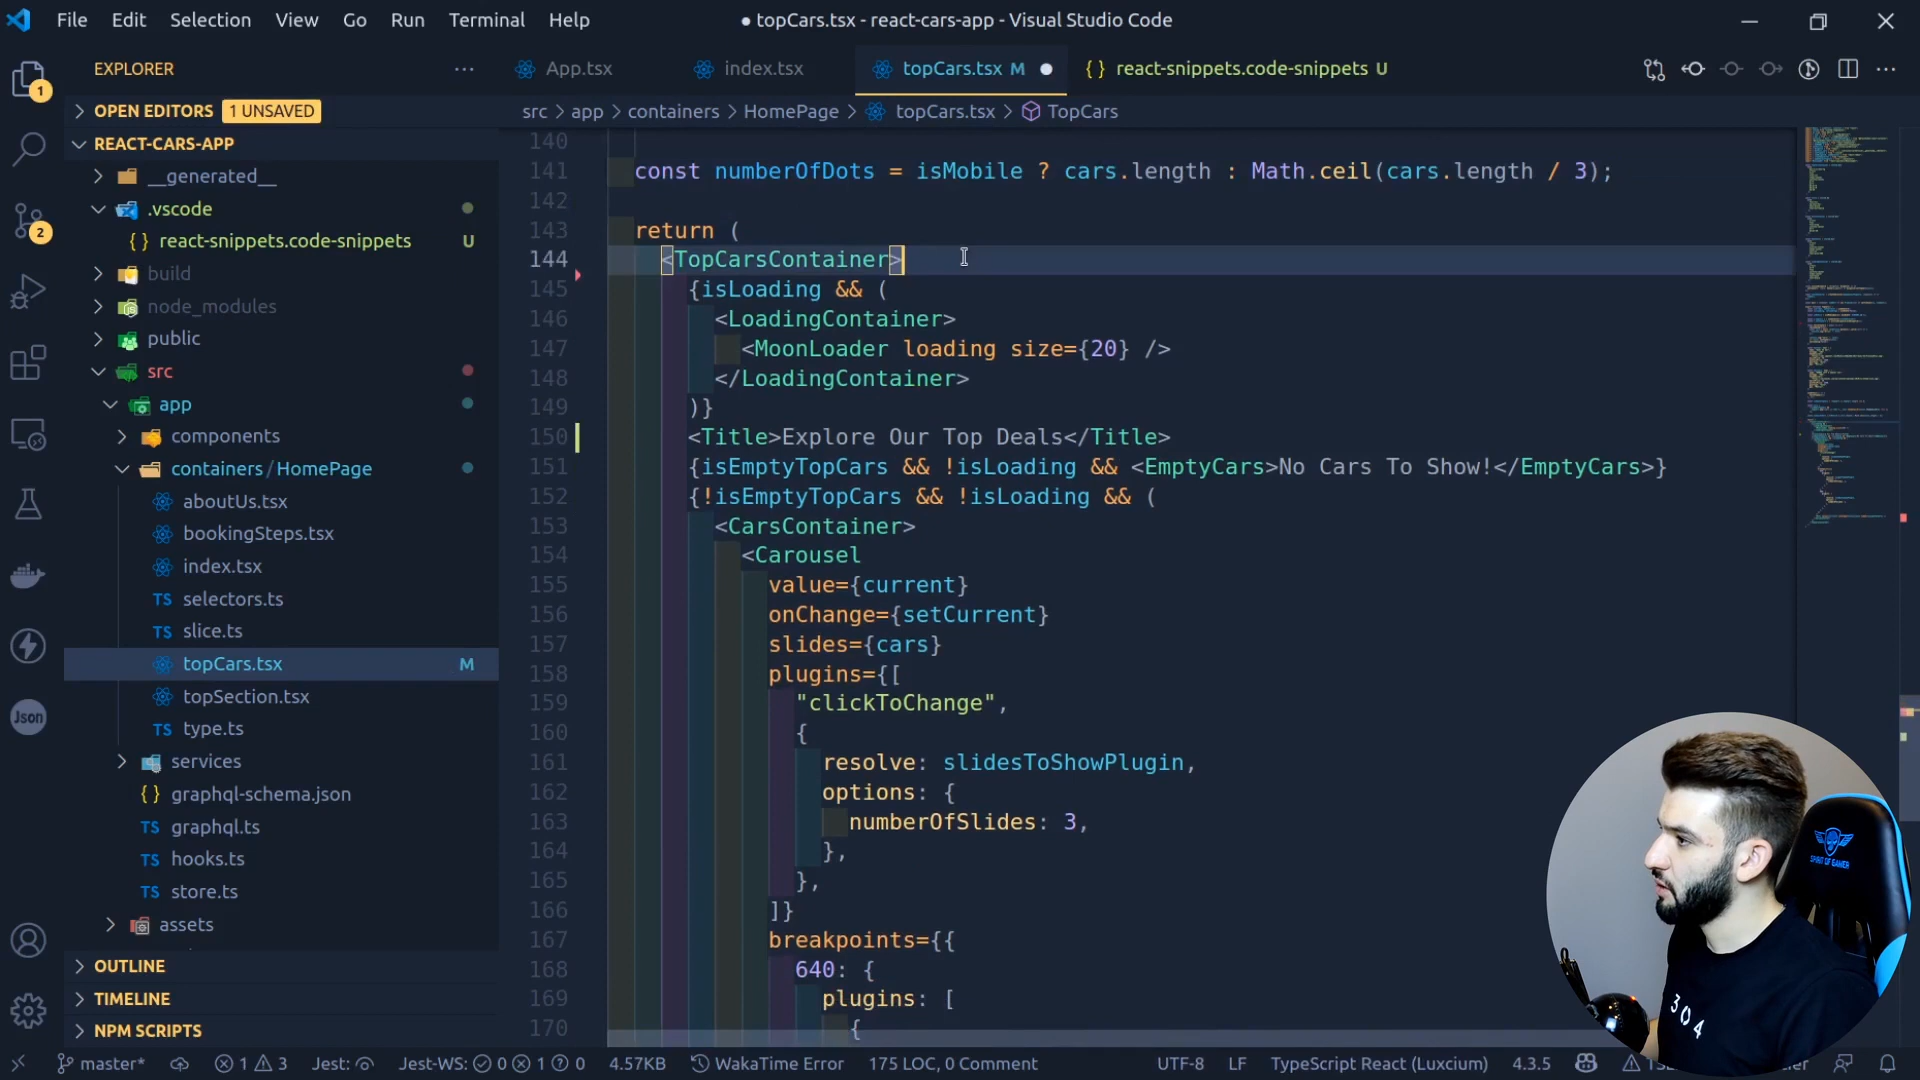 File Edit Selection View Go Run Terminal Help
● topCars.tsx - react-cars-app - Visual Studio Code
EXPLORER
OPEN EDITORS 1 UNSAVED
REACT-CARS-APP
__generated__
.vscode
{} react-snippets.code-snippets U
build
node_modules
public
src
app
components
containers / HomePage
aboutUs.tsx
bookingSteps.tsx
index.tsx
selectors.ts
TS slice.ts
topCars.tsx M
topSection.tsx
TS type.ts
services
{} graphql-schema.json
TS graphql.ts
TS hooks.ts
TS store.ts
assets
OUTLINE
TIMELINE
NPM SCRIPTS
1
2
Json
App.tsx index.tsx topCars.tsx M ● {} react-snippets.code-snippets U
src > app > containers > HomePage > topCars.tsx > TopCars
140
141 const numberOfDots = isMobile ? cars.length : Math.ceil(cars.length / 3);
142
143 return (
144 <TopCarsContainer>
145 {isLoading && (
146 <LoadingContainer>
147 <MoonLoader loading size={20} />
148 </LoadingContainer>
149 )}
150 <Title>Explore Our Top Deals</Title>
151 {isEmptyTopCars && !isLoading && <EmptyCars>No Cars To Show!</EmptyCars>}
152 {!isEmptyTopCars && !isLoading && (
153 <CarsContainer>
154 <Carousel
155 value={current}
156 onChange={setCurrent}
157 slides={cars}
158 plugins={[
159 "clickToChange",
160 {
161 resolve: slidesToShowPlugin,
162 options: {
163 numberOfSlides: 3,
164 },
165 },
166 ]}
167 breakpoints={{
168 640: {
169 plugins: [
170 {
SPIRIT OF GAMER
304
master* 1 3 Jest: Jest-WS: 0 1 0 4.57KB WakaTime Error 175 LOC, 0 Comment UTF-8 LF TypeScript React (Luxcium) 4.3.5